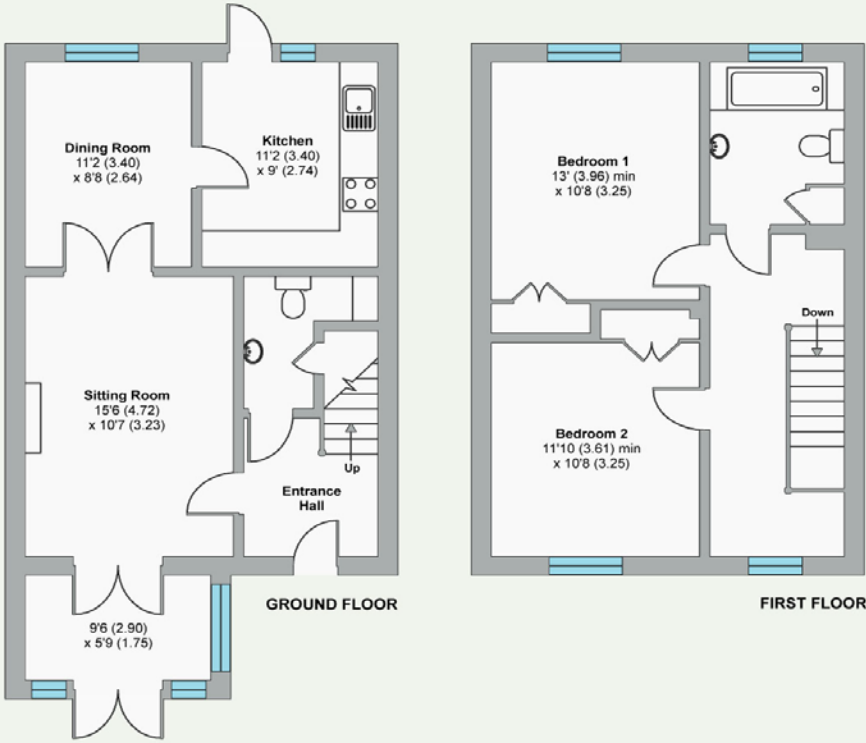 Dining Room
11'2 (3.40)
x 8'8 (2.64)
Kitchen
11'2 (3.40)
x 9' (2.74)
Sitting Room
15'6 (4.72)
x 10'7 (3.23)
Up
Entrance
Hall
9'6 (2.90)
x 5'9 (1.75)
GROUND FLOOR
Bedroom 1
13' (3.96) min
x 10'8 (3.25)
Down
Bedroom 2
11'10 (3.61) min
x 10'8 (3.25)
FIRST FLOOR